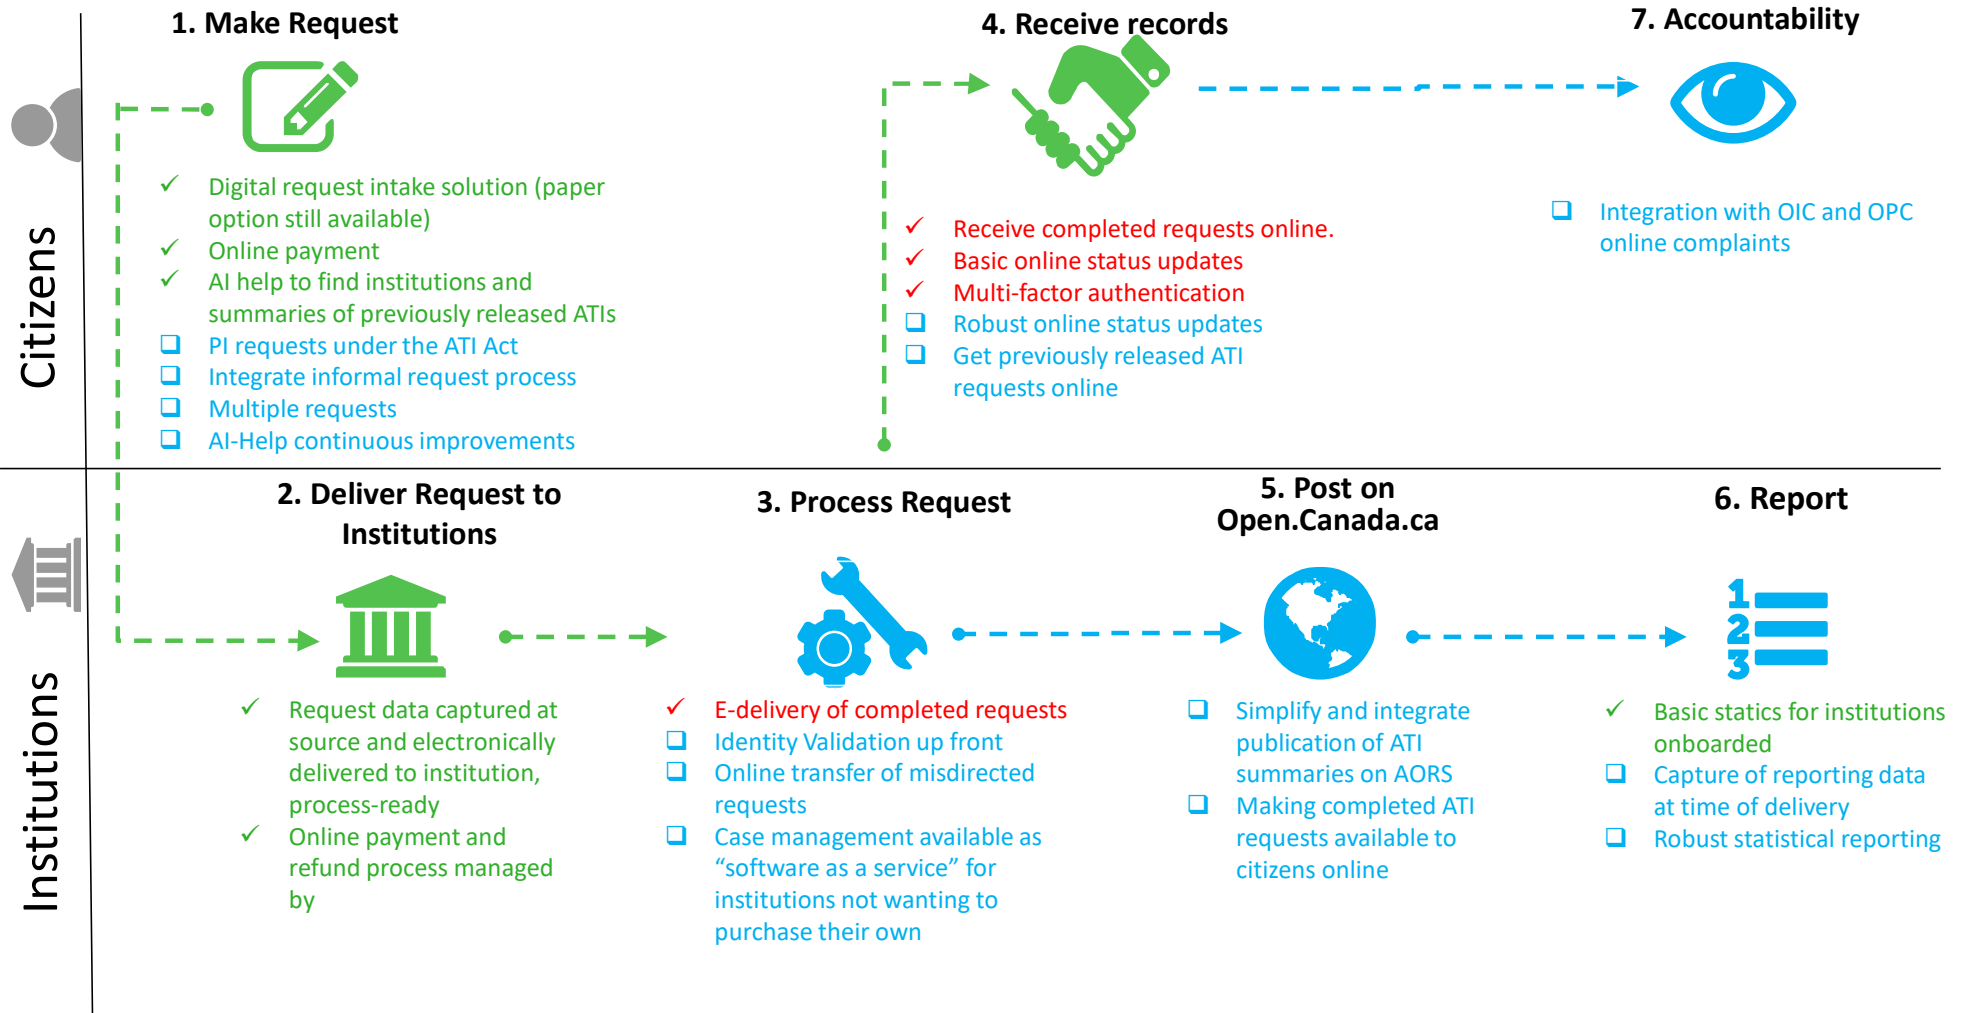 Citizens
1. Make Request
✓ Digital request intake solution (paper
option still available)
✓ Online payment
✓ AI help to find institutions and
summaries of previously released ATIs
❑ PI requests under the ATI Act
❑ Integrate informal request process
❑ Multiple requests
❑ AI-Help continuous improvements
4. Receive records
✓ Receive completed requests online.
✓ Basic online status updates
✓ Multi-factor authentication
❑ Robust online status updates
❑ Get previously released ATI
requests online
7. Accountability
❑ Integration with OIC and OPC
online complaints
Institutions
2. Deliver Request to
Institutions
✓ Request data captured at
source and electronically
delivered to institution,
process-ready
✓ Online payment and
refund process managed
by
3. Process Request
✓ E-delivery of completed requests
❑ Identity Validation up front
❑ Online transfer of misdirected
requests
❑ Case management available as
“software as a service” for
institutions not wanting to
purchase their own
5. Post on
Open.Canada.ca
❑ Simplify and integrate
publication of ATI
summaries on AORS
❑ Making completed ATI
requests available to
citizens online
6. Report
1
2
3
✓ Basic statics for institutions
onboarded
❑ Capture of reporting data
at time of delivery
❑ Robust statistical reporting